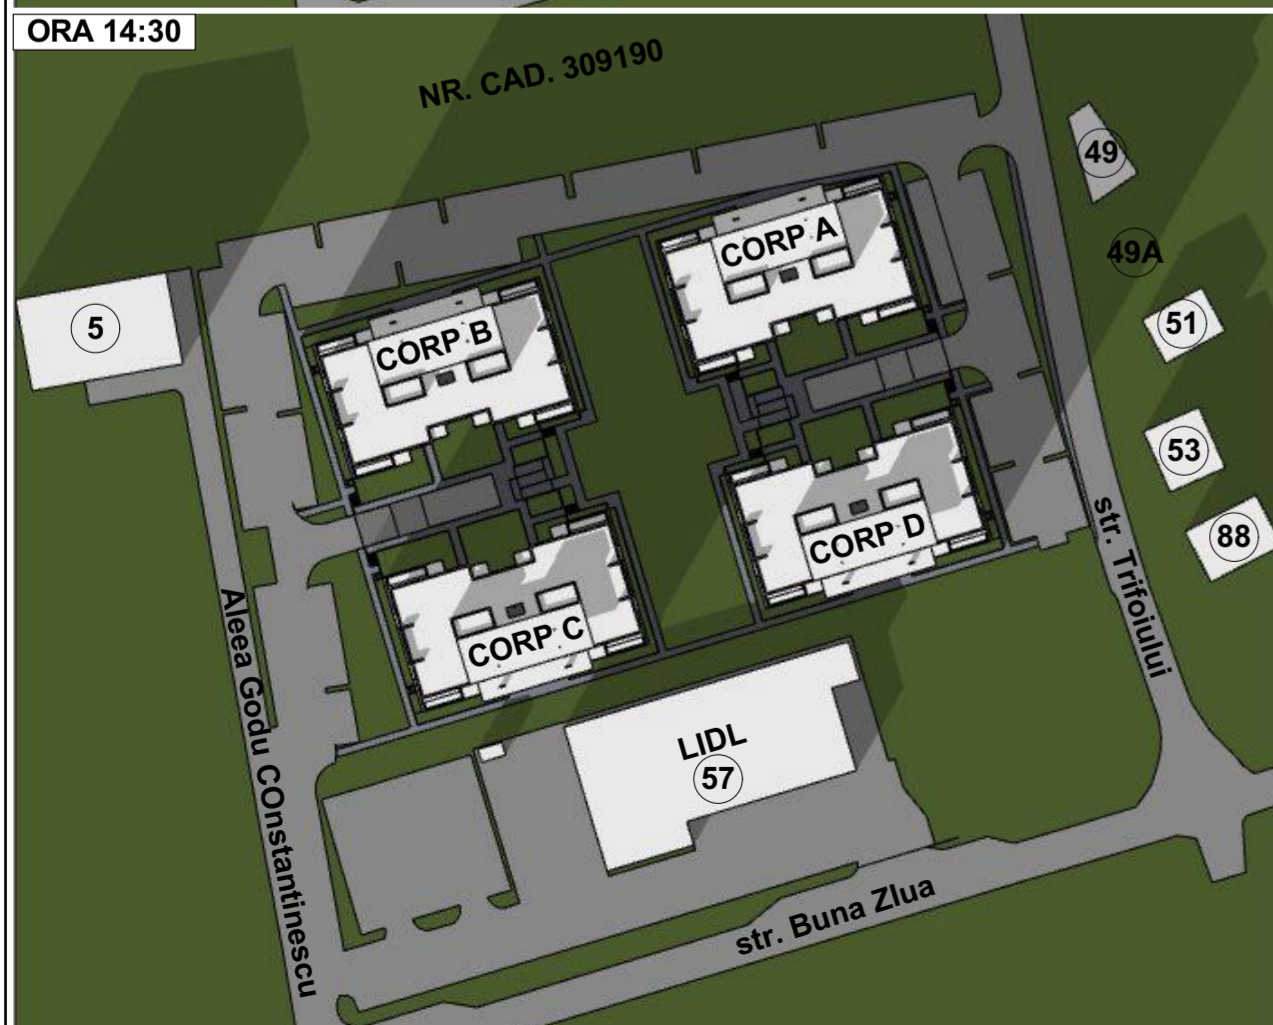 ORA 14:30
NR. CAD. 309190
49
CORP A
49A
5
CORP B
51
53
CORP D
88
str. Trifoiului
CORP C
Aleea Godu COnstantinescu
LIDL
57
str. Buna ZIua